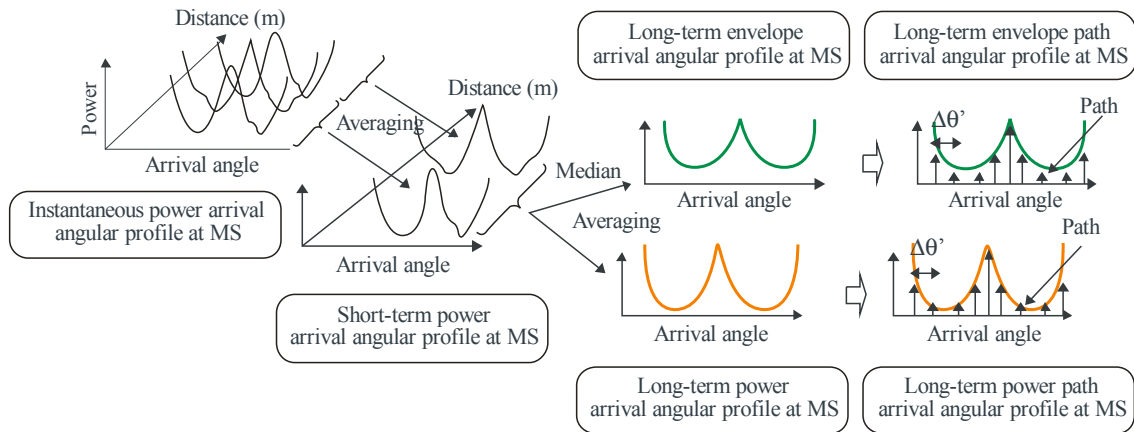 Distance (m)
Power
Arrival angle
Instantaneous power arrival
angular profile at MS
Averaging
Distance (m)
Arrival angle
Short-term power
arrival angular profile at MS
Median
Averaging
Long-term envelope
arrival angular profile at MS
Arrival angle
Arrival angle
Long-term power
arrival angular profile at MS
Long-term envelope path
arrival angular profile at MS
Δθ’
Path
Arrival angle
Δθ’
Path
Arrival angle
Long-term power path
arrival angular profile at MS